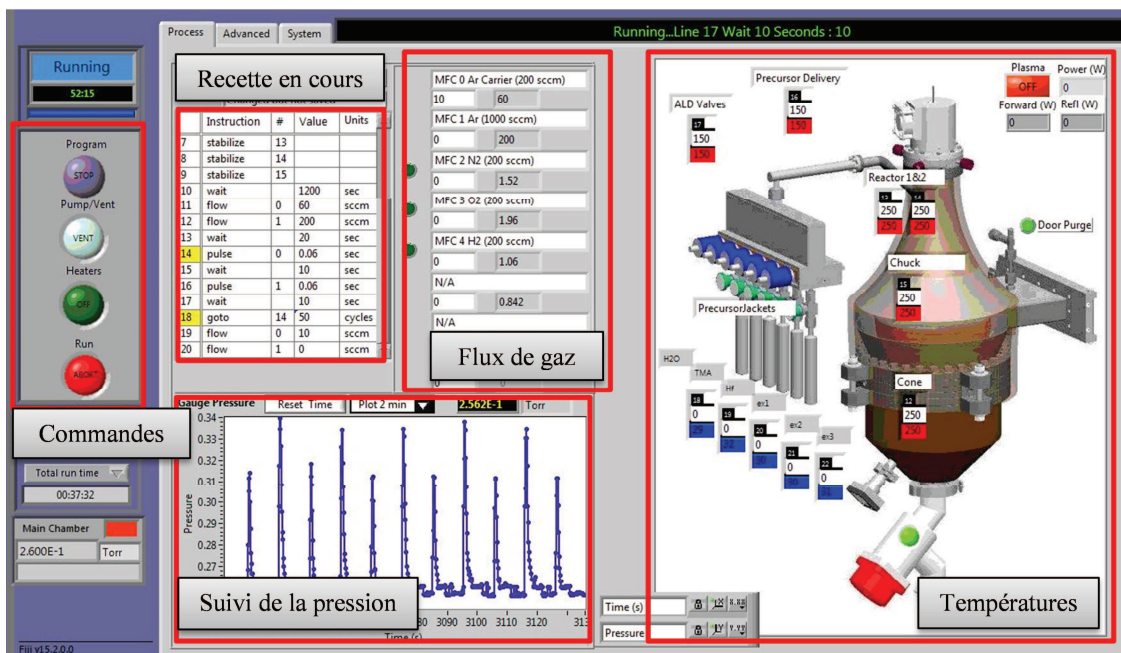 Process Advanced System
Running...Line 17 Wait 10 Seconds : 10
Running
52:15
Program
STOP
Pump/Vent
VENT
Heaters
OFF
Run
ABORT
Commandes
Total run time
00:37:32
Main Chamber
2.600E-1 Torr
Fiji v15.2.0.0
Recette en cours
Instruction # Value Units
7 stabilize 13
8 stabilize 14
9 stabilize 15
10 wait 1200 sec
11 flow 0 60 sccm
12 flow 1 200 sccm
13 wait 20 sec
14 pulse 0 0.06 sec
15 wait 10 sec
16 pulse 1 0.06 sec
17 wait 10 sec
18 goto 14 50 cycles
19 flow 0 10 sccm
20 flow 1 0 sccm
MFC 0 Ar Carrier (200 sccm)
10 60
MFC 1 Ar (1000 sccm)
0 200
MFC 2 N2 (200 sccm)
0 1.52
MFC 3 O2 (200 sccm)
0 1.96
MFC 4 H2 (200 sccm)
0 1.06
N/A
0 0.842
N/A
Flux de gaz
Gauge Pressure Reset Time Plot 2 min 2.562E-1 Torr
0.34
0.32
0.31
0.30
0.29
0.28
0.27
Pressure
3090 3100 3110 3120
Time (s)
Suivi de la pression
Time (s)
Pressure
Plasma Power (W)
OFF 0
Forward (W) Refl (W)
0 0
Precursor Delivery
16
150
150
ALD Valves
17
150
150
Reactor 1&2
250 250
250 250
Door Purge
Chuck
15
250
250
PrecursorJackets
Cone
12
250
250
H2O
TMA
Hf
ex1
ex2
ex3
18
0
29
19
0
20
0
21
0
22
0
Températures